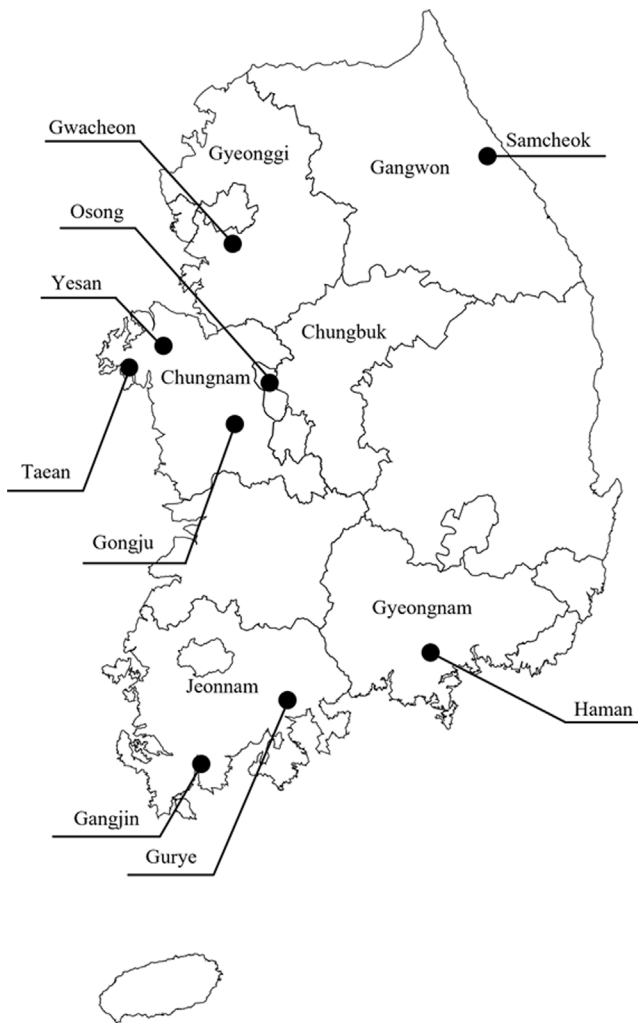 Gwacheon
Gyeonggi
Samcheok
Gangwon
Osong
Yesan
Chungbuk
Chungnam
Taean
Gongju
Gyeongnam
Jeonnam
Haman
Gangjin
Gurye